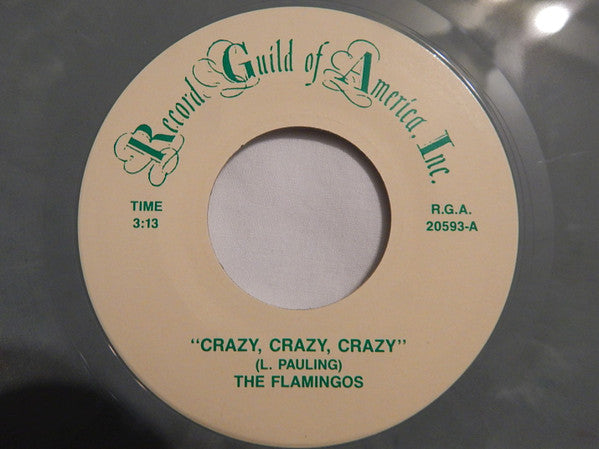 Record Guild of America, Inc.
TIME
3:13
R.G.A.
20593-A
"CRAZY, CRAZY, CRAZY"
(L. PAULING)
THE FLAMINGOS